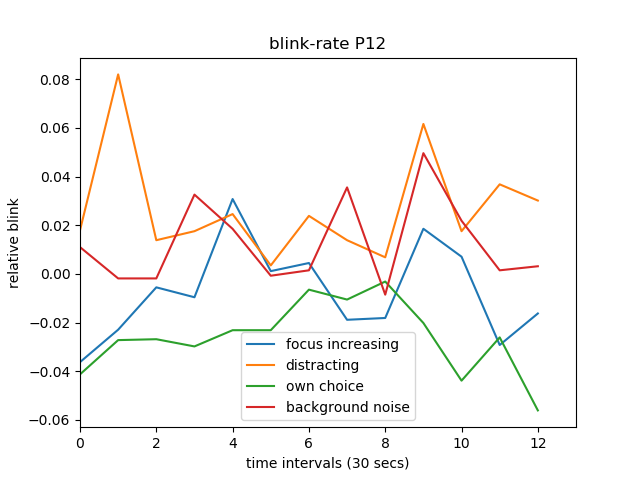 blink-rate P12
0.08
0.06
0.04
0.02
0.00
−0.02
−0.04
−0.06
relative blink
focus increasing
distracting
own choice
background noise
0 2 4 6 8 10 12
time intervals (30 secs)